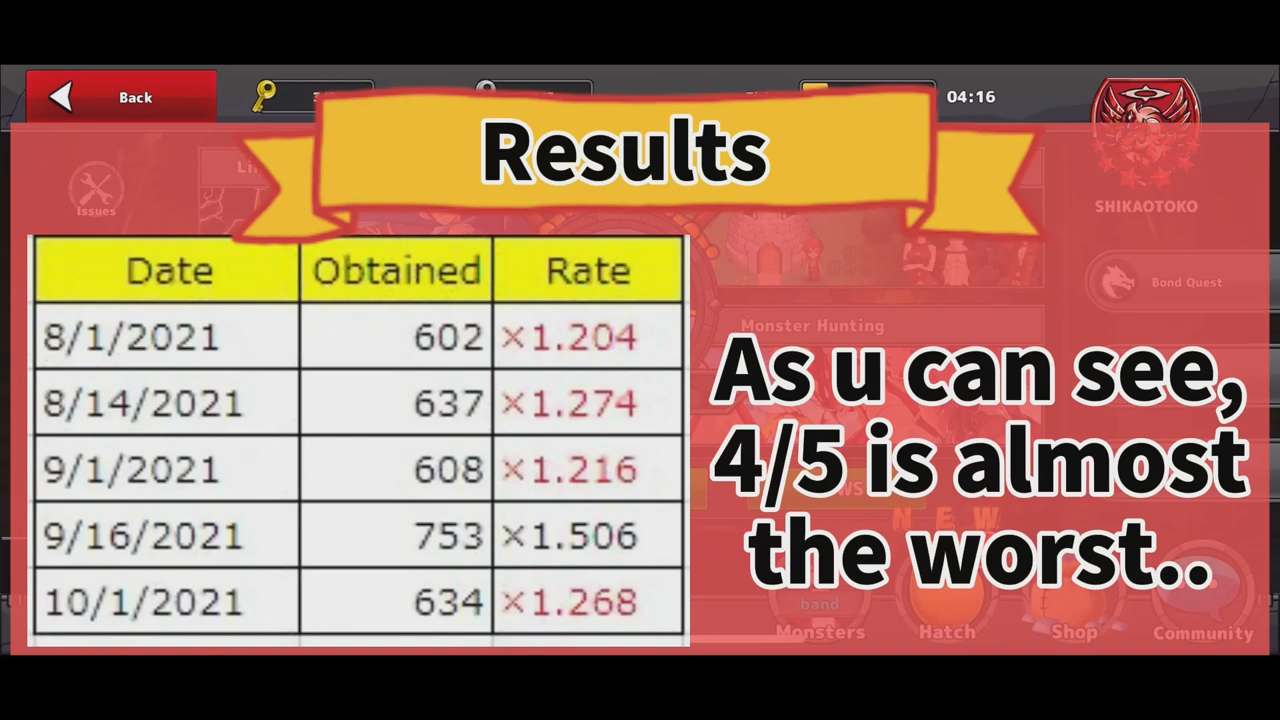 Back
04:16
Results
Issues
SHIKAOTOKO
Date Obtained Rate
8/1/2021 602 ×1.204
8/14/2021 637 ×1.274
9/1/2021 608 ×1.216
9/16/2021 753 ×1.506
10/1/2021 634 ×1.268
Bond Quest
Monster Hunting
As u can see,
4/5 is almost
the worst..
NEW
band
Monsters
Hatch
Shop
Community